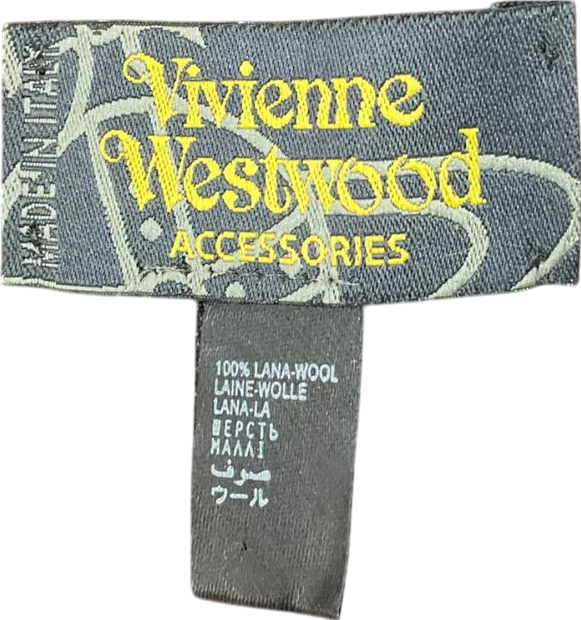 MADE IN ITALY
Vivienne
Westwood
ACCESSORIES
100% LANA-WOOL
LAINE-WOLLE
LANA-LA
ШЕРСТЬ
ΜΑΛΛΙ
صوف
ウール